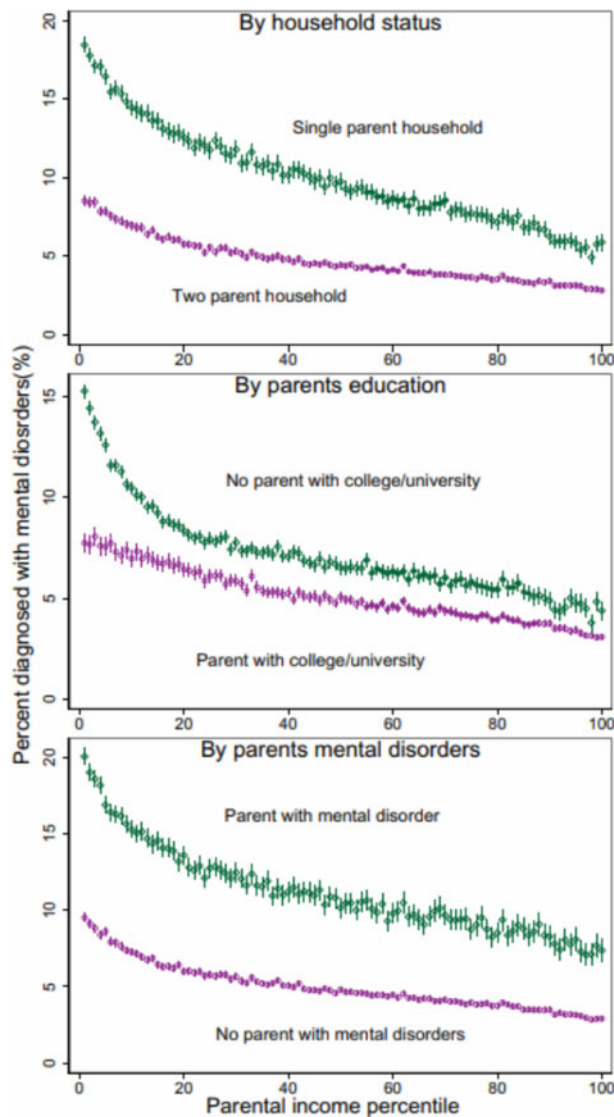 By household status
20
15
10
5
0
Single parent household
Two parent household
0 20 40 60 80 100
By parents education
15
10
5
0
No parent with college/university
Parent with college/university
0 20 40 60 80 100
By parents mental disorders
20
15
10
5
0
Parent with mental disorder
No parent with mental disorders
0 20 40 60 80 100
Parental income percentile
Percent diagnosed with mental diosrders(%)